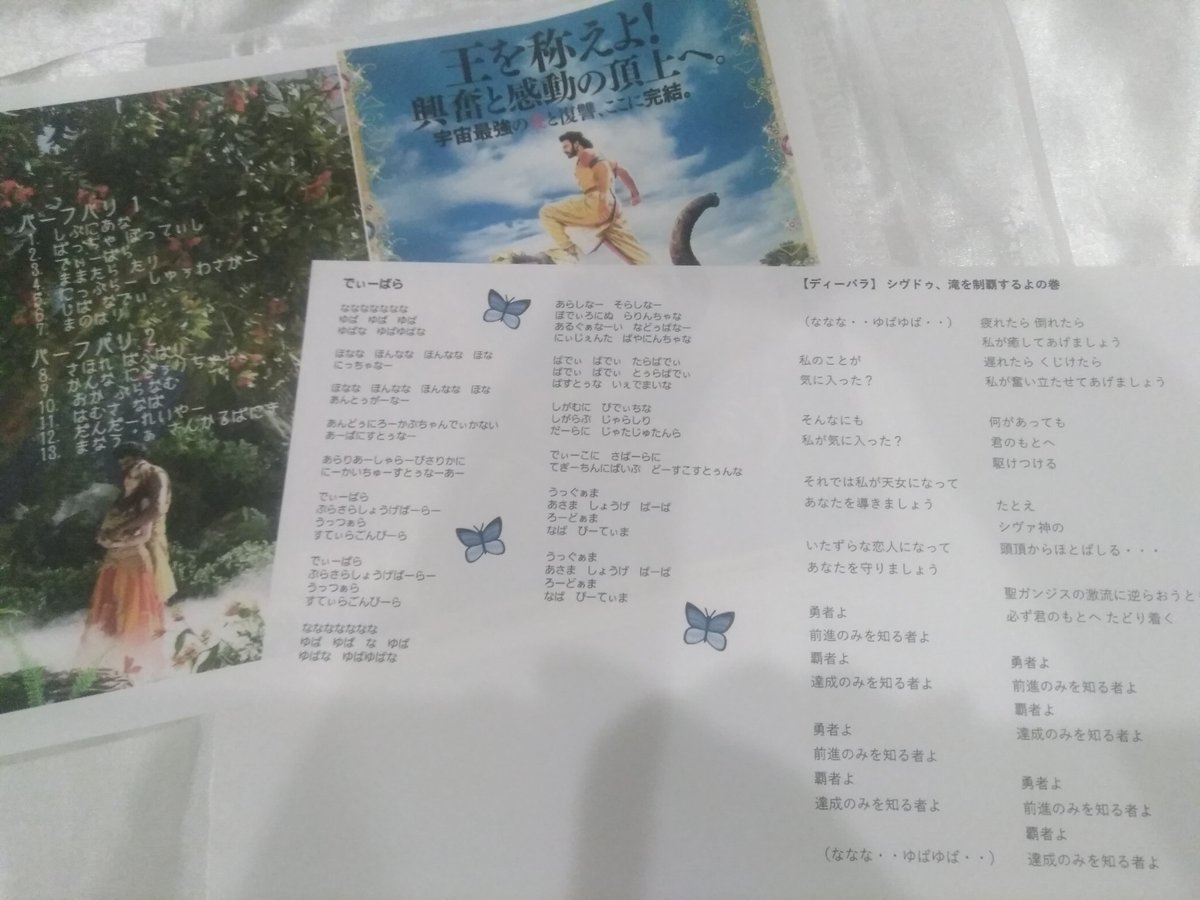 王を称えよ!
興奮と感動の頂上へ。
宇宙最強の愛と復讐、ここに完結。
でぃーばら
ななななななな
ゆば ゆば ゆば
ゆばな ゆばゆばな
ほなな ほんなな ほんなな ほな
にっちゃなー
ほなな ほんなな ほんなな ほな
あんとぅがーなー
あんどぅにろーかぷちゃんでぃかない
あーばにすとぅなー
あらりあーしゃらーびさりかに
にーかいちゅーすとぅなーあー
でぃーばら
ぷらさらしょうげばーらー
うっつぁら
すてぃらごんびーら
でぃーばら
ぷらさらしょうげばーらー
うっつぁら
すてぃらごんびーら
ななななななな
ゆば ゆば な ゆば
ゆばな ゆばゆばな
あらしなー そらしなー
ほでぃろにぬ らりんちゃな
あるぐぁなーい などぅばなー
にぃじぇんた ばやにんちゃな
ばでぃ ばでぃ たらばでぃ
ばでぃ ばでぃ とぅらばでぃ
ばすとぅな いぇでまいな
しがむに びでぃちな
しがらぶ じゃらしり
だーらに じゃたじゅたんら
でぃーこに さばーらに
てぎーちんにばいぶ どーすこすとぅんな
うっぐぁま
あさま しょうげ ばーば
ろーどぁま
なば びーてぃま
うっぐぁま
あさま しょうげ ばーば
ろーどぁま
なば びーてぃま
【ディーバラ】 シヴドゥ、滝を制覇するよの巻
(ななな・・ゆばゆば・・)
私のことが
気に入った?
そんなにも
私が気に入った?
それでは私が天女になって
あなたを導きましょう
いたずらな恋人になって
あなたを守りましょう
勇者よ
前進のみを知る者よ
覇者よ
達成のみを知る者よ
勇者よ
前進のみを知る者よ
覇者よ
達成のみを知る者よ
(ななな・・ゆばゆば・・)
疲れたら 倒れたら
私が癒してあげましょう
遅れたら くじけたら
私が奮い立たせてあげましょう
何があっても
君のもとへ
駆けつける
たとえ
シヴァ神の
頭頂からほとばしる・・・
聖ガンジスの激流に逆らおうとも
必ず君のもとへ たどり着く
勇者よ
前進のみを知る者よ
覇者よ
達成のみを知る者よ
勇者よ
前進のみを知る者よ
覇者よ
達成のみを知る者よ